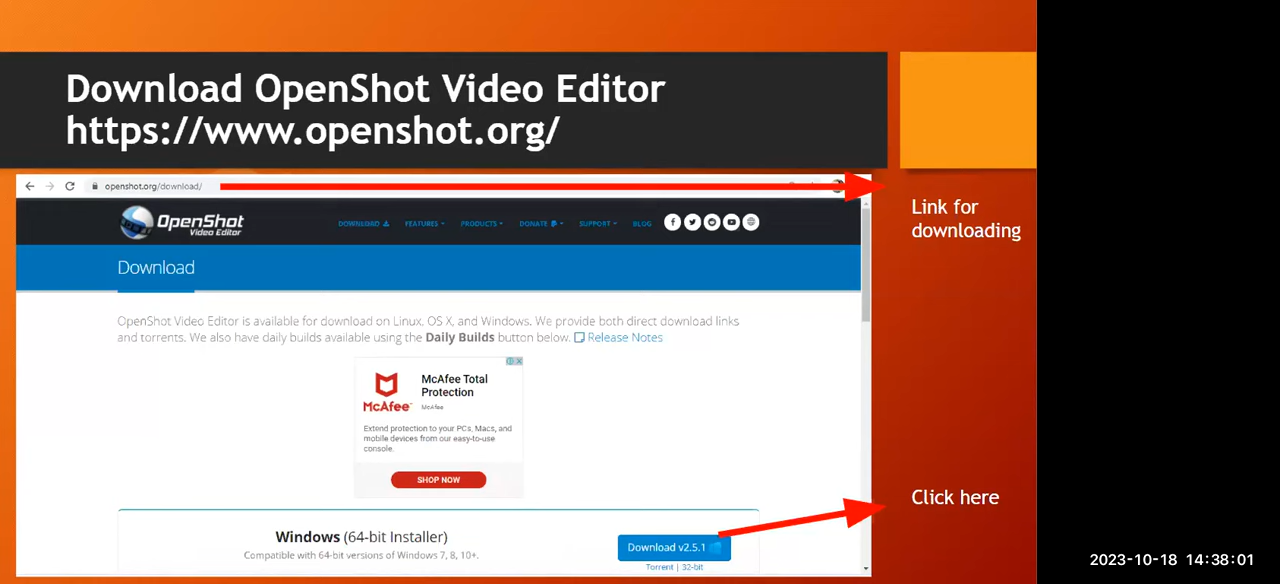 Download OpenShot Video Editor
https://www.openshot.org/
openshot.org/download/
Link for
downloading
OpenShot
Video Editor
DOWNLOAD FEATURES PRODUCTS DONATE SUPPORT BLOG
Download
OpenShot Video Editor is available for download on Linux, OS X, and Windows. We provide both direct download links
and torrents. We also have daily builds available using the Daily Builds button below. Release Notes
McAfee Total
Protection
McAfee
McAfee
Extend protection to your PCs, Macs, and
mobile devices from our easy-to-use
console.
SHOP NOW
Click here
Windows (64-bit Installer)
Compatible with 64-bit versions of Windows 7, 8, 10+.
Download v2.5.1
Torrent | 32-bit
2023-10-18 14:38:01